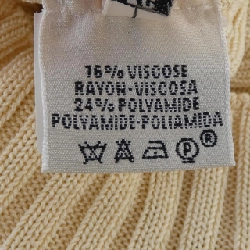 76% VISCOSE
RAYON-VISCOSA
24% POLYAMIDE
POLYAMIDE-POLIAMIDA
P
®